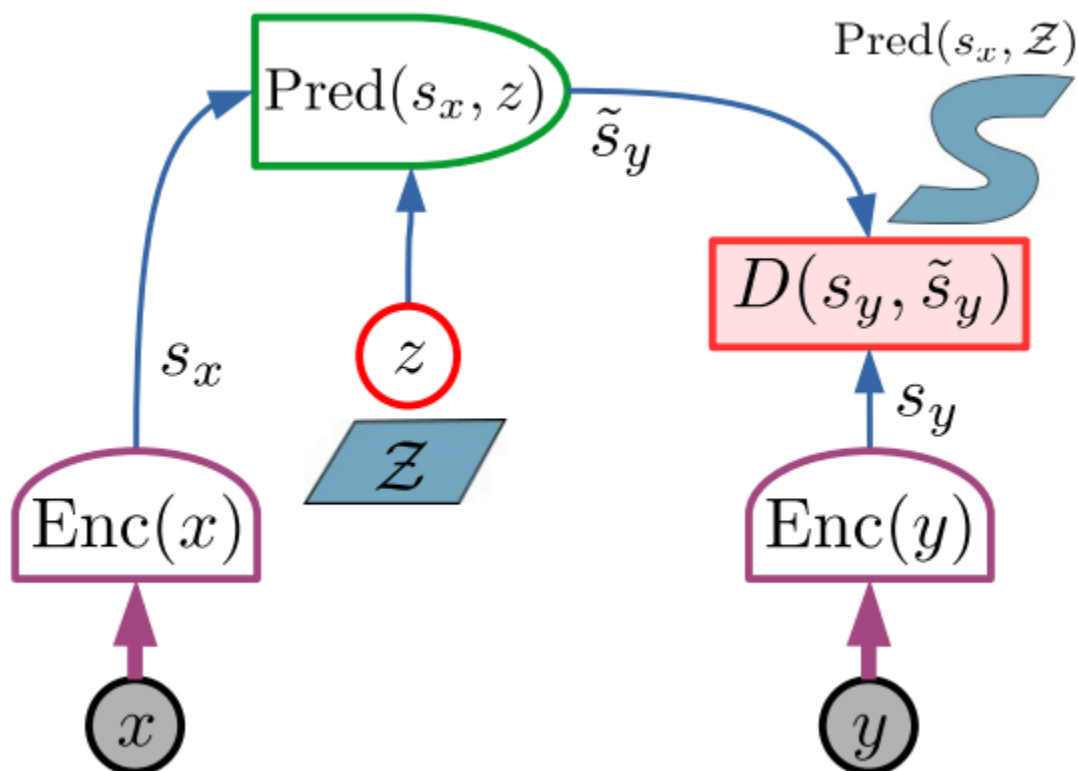 Pred(s_x, 𝒵)
Pred(s_x, z)
s̃_y
D(s_y, s̃_y)
z
s_x
s_y
𝒵
Enc(x)
Enc(y)
x
y